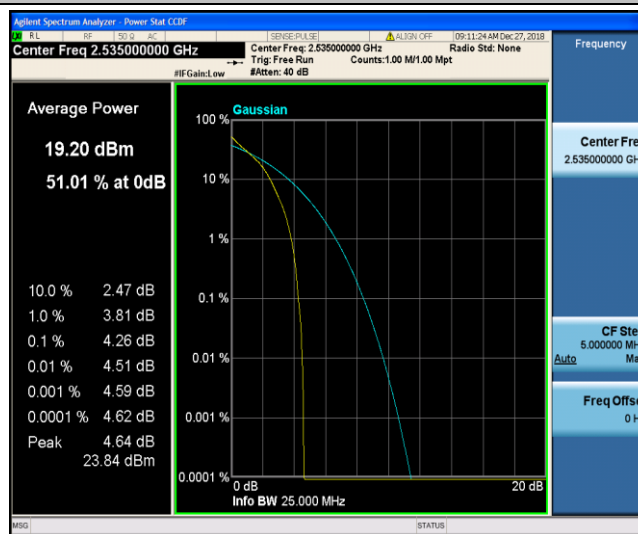 Agilent Spectrum Analyzer - Power Stat CCDF
RL RF 50 Ω AC SENSE:PULSE ALIGN OFF 09:11:24 AM Dec 27, 2018
Center Freq 2.535000000 GHz
Center Freq: 2.535000000 GHz Radio Std: None
Trig: Free Run Counts:1.00 M/1.00 Mpt
#IFGain:Low #Atten: 40 dB
Frequency
Average Power
19.20 dBm
51.01 % at 0dB
10.0 % 2.47 dB
1.0 % 3.81 dB
0.1 % 4.26 dB
0.01 % 4.51 dB
0.001 % 4.59 dB
0.0001 % 4.62 dB
Peak 4.64 dB
23.84 dBm
Gaussian
100 %
10 %
1 %
0.1 %
0.01 %
0.001 %
0.0001 %
0 dB 20 dB
Info BW 25.000 MHz
Center Fre
2.535000000 GH
CF Ste
5.000000 MH
Auto Ma
Freq Offse
0 H
MSG STATUS